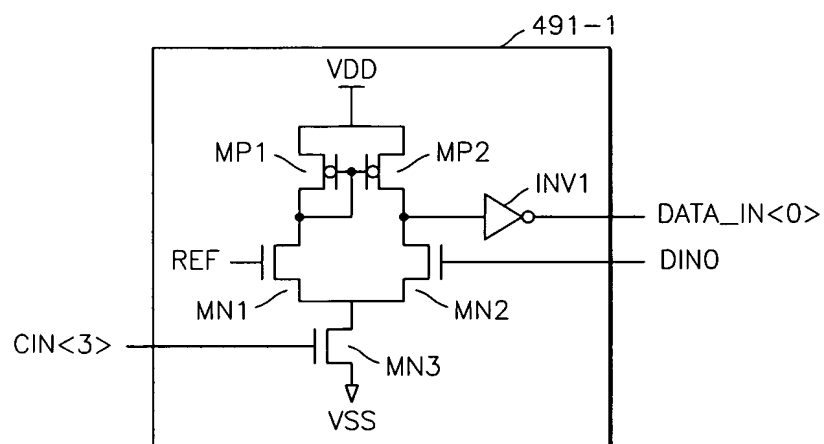 491-1
VDD
MP1
MP2
INV1
DATA_IN<0>
REF
DIN0
MN1
MN2
CIN<3>
MN3
VSS